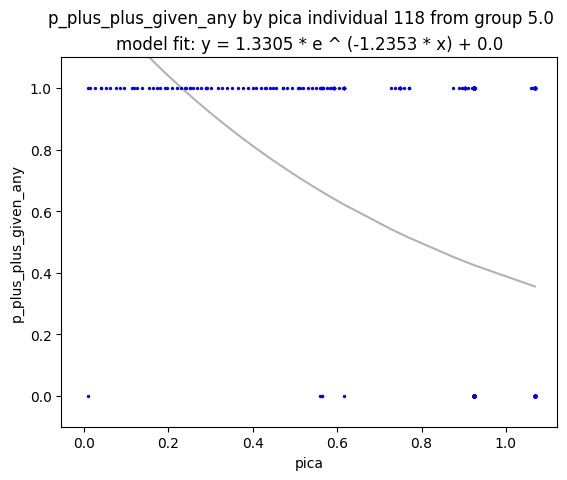 p_plus_plus_given_any by pica individual 118 from group 5.0
model fit: y = 1.3305 * e ^ (-1.2353 * x) + 0.0
p_plus_plus_given_any
1.0
0.8
0.6
0.4
0.2
0.0
0.0 0.2 0.4 0.6 0.8 1.0
pica